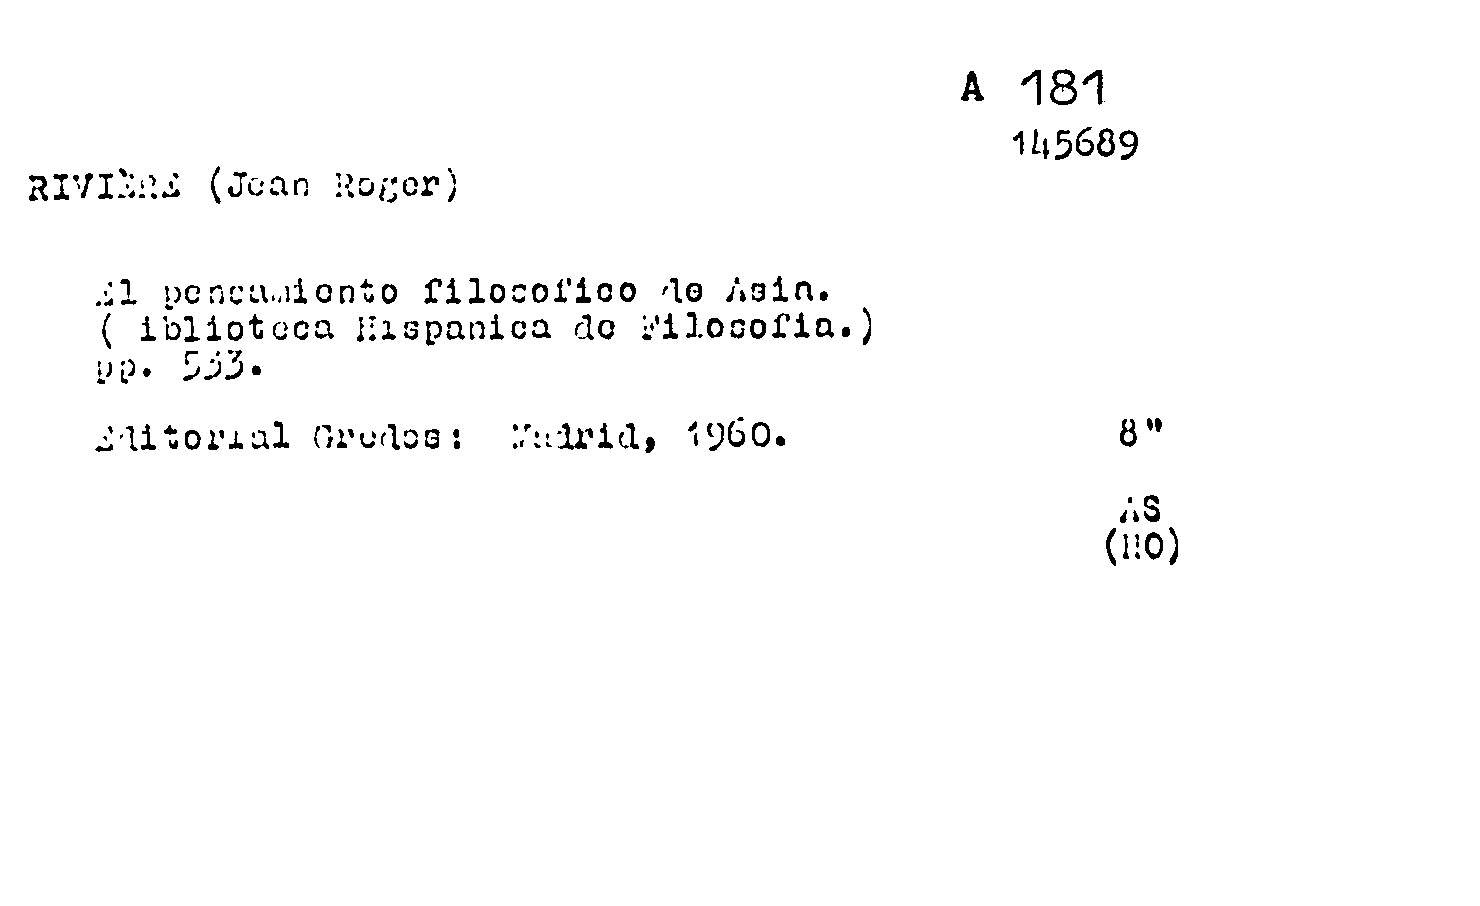 A 181
145689
RIVIÈRE (Jean Roger)
El pensamiento filosofico de Asia.
( iblioteca Hispanica de Filosofia.)
pp. 533.
Editorial Gredos: Madrid, 1960. 8"
AS
(HO)